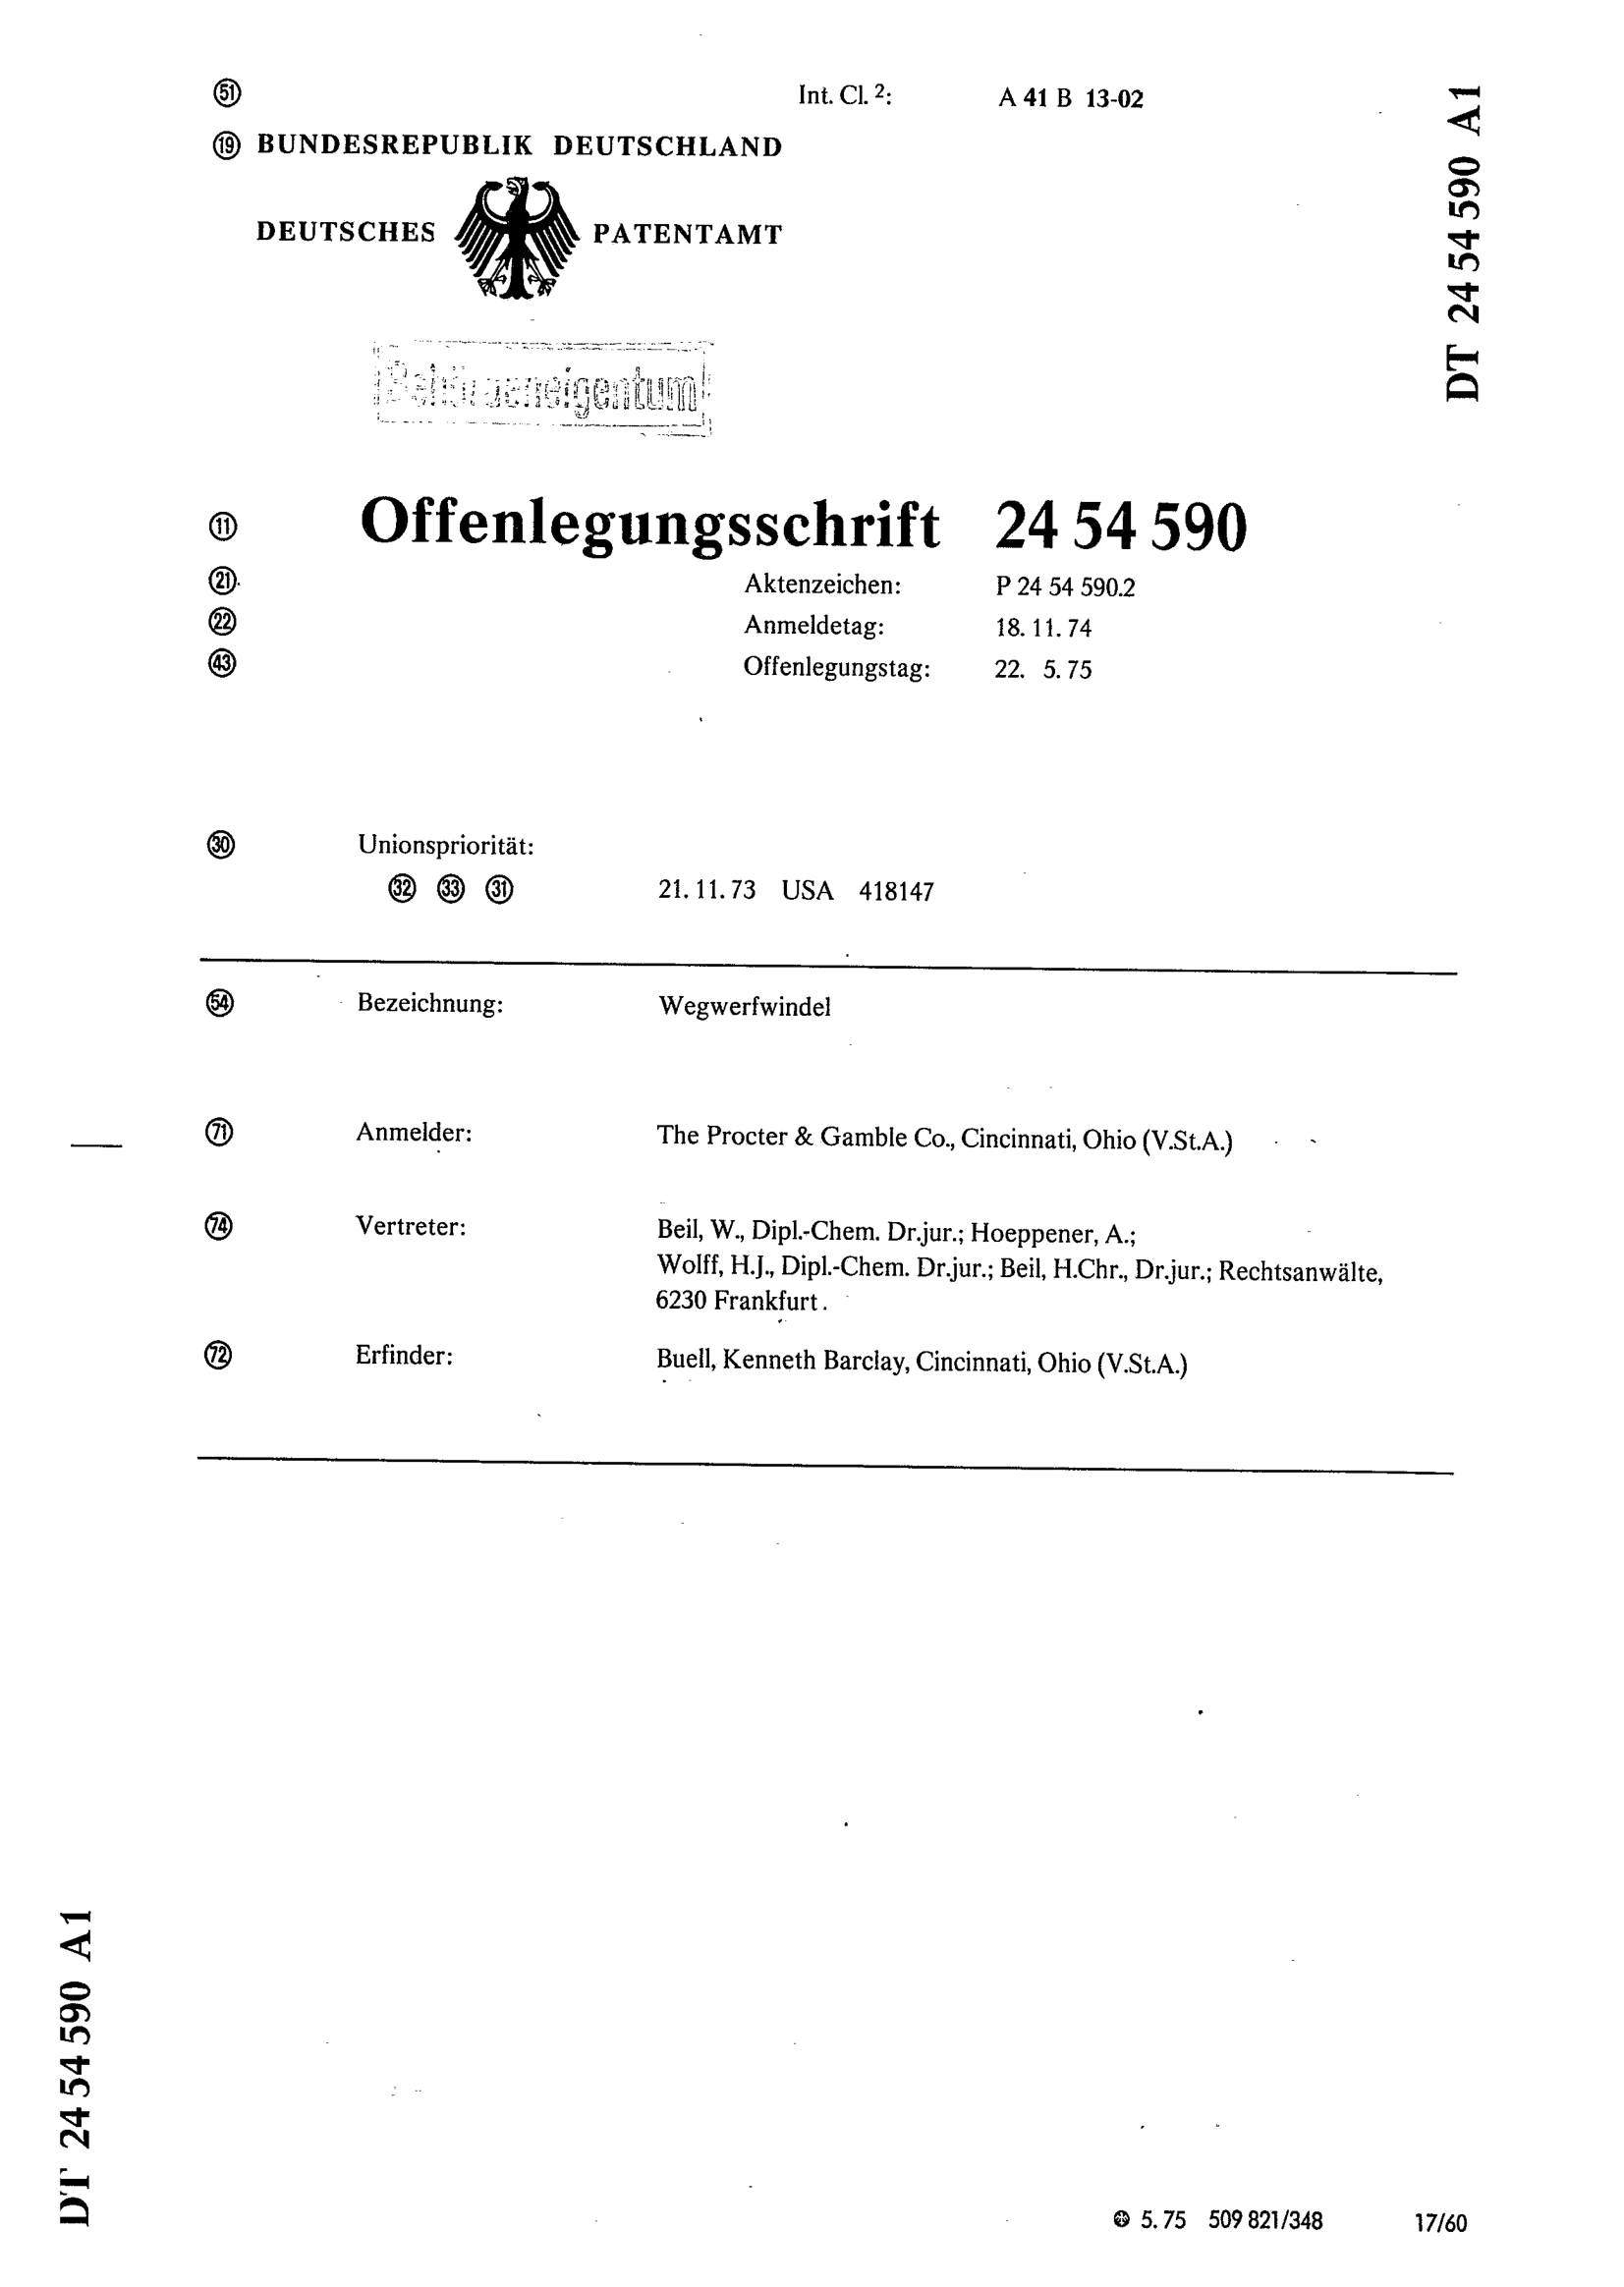 51 Int. Cl. 2: A 41 B 13-02
19 BUNDESREPUBLIK DEUTSCHLAND
DEUTSCHES PATENTAMT
DT 24 54 590 A1
11 Offenlegungsschrift 24 54 590
21 Aktenzeichen: P 24 54 590.2
22 Anmeldetag: 18. 11. 74
43 Offenlegungstag: 22. 5. 75
30 Unionspriorität:
32 33 31 21. 11. 73 USA 418147
54 Bezeichnung: Wegwerfwindel
71 Anmelder: The Procter & Gamble Co., Cincinnati, Ohio (V.St.A.)
74 Vertreter: Beil, W., Dipl.-Chem. Dr.jur.; Hoeppener, A.;
Wolff, H.J., Dipl.-Chem. Dr.jur.; Beil, H.Chr., Dr.jur.; Rechtsanwälte,
6230 Frankfurt.
72 Erfinder: Buell, Kenneth Barclay, Cincinnati, Ohio (V.St.A.)
DT 24 54 590 A1
5. 75 509 821/348 17/60